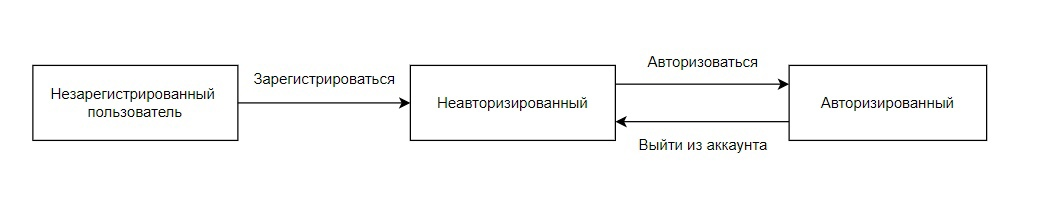 Незарегистрированный
пользователь
Зарегистрироваться
Неавторизированный
Авторизоваться
Выйти из аккаунта
Авторизированный